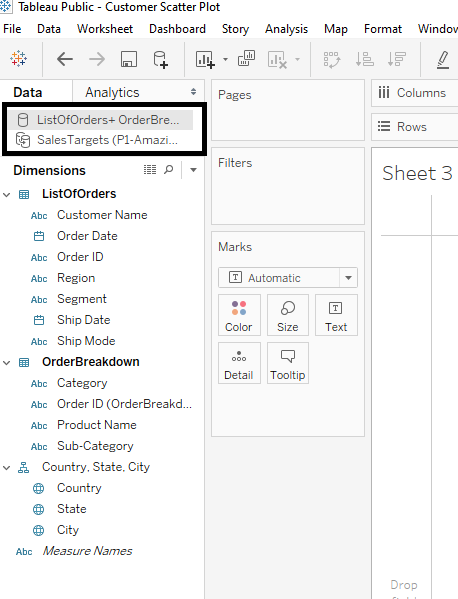 Tableau Public - Customer Scatter Plot
File Data Worksheet Dashboard Story Analysis Map Format
Data Analytics
ListOfOrders+ OrderBre...
SalesTargets (P1-Amazi...
Dimensions
ListOfOrders
Abc Customer Name
Order Date
Abc Order ID
Abc Region
Abc Segment
Ship Date
Abc Ship Mode
OrderBreakdown
Abc Category
Abc Order ID (OrderBreakd...
Abc Product Name
Abc Sub-Category
Country, State, City
Country
State
City
Abc Measure Names
Pages
Filters
Marks
T Automatic
Color Size T Text
Detail Tooltip
Columns
Rows
Sheet 3
Drop